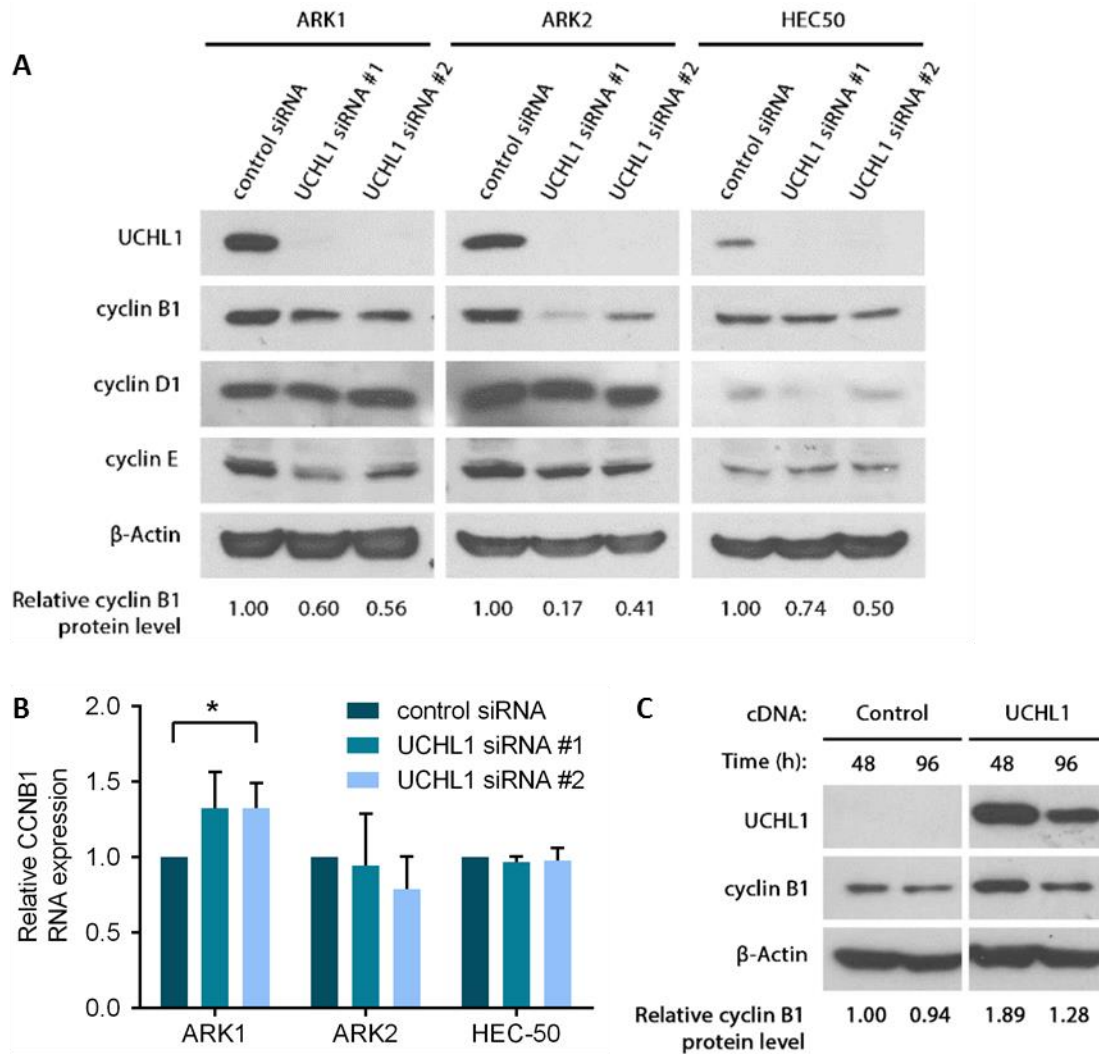 ARK1 ARK2 HEC50
A
control siRNA UCHL1 siRNA #1 UCHL1 siRNA #2 control siRNA UCHL1 siRNA #1 UCHL1 siRNA #2 control siRNA UCHL1 siRNA #1 UCHL1 siRNA #2
UCHL1
cyclin B1
cyclin D1
cyclin E
β-Actin
Relative cyclin B1
protein level
1.00 0.60 0.56 1.00 0.17 0.41 1.00 0.74 0.50
B
Relative CCNB1
RNA expression
2.0
1.5
1.0
0.5
0.0
*
control siRNA
UCHL1 siRNA #1
UCHL1 siRNA #2
ARK1 ARK2 HEC-50
C
cDNA: Control UCHL1
Time (h): 48 96 48 96
UCHL1
cyclin B1
β-Actin
Relative cyclin B1
protein level
1.00 0.94 1.89 1.28